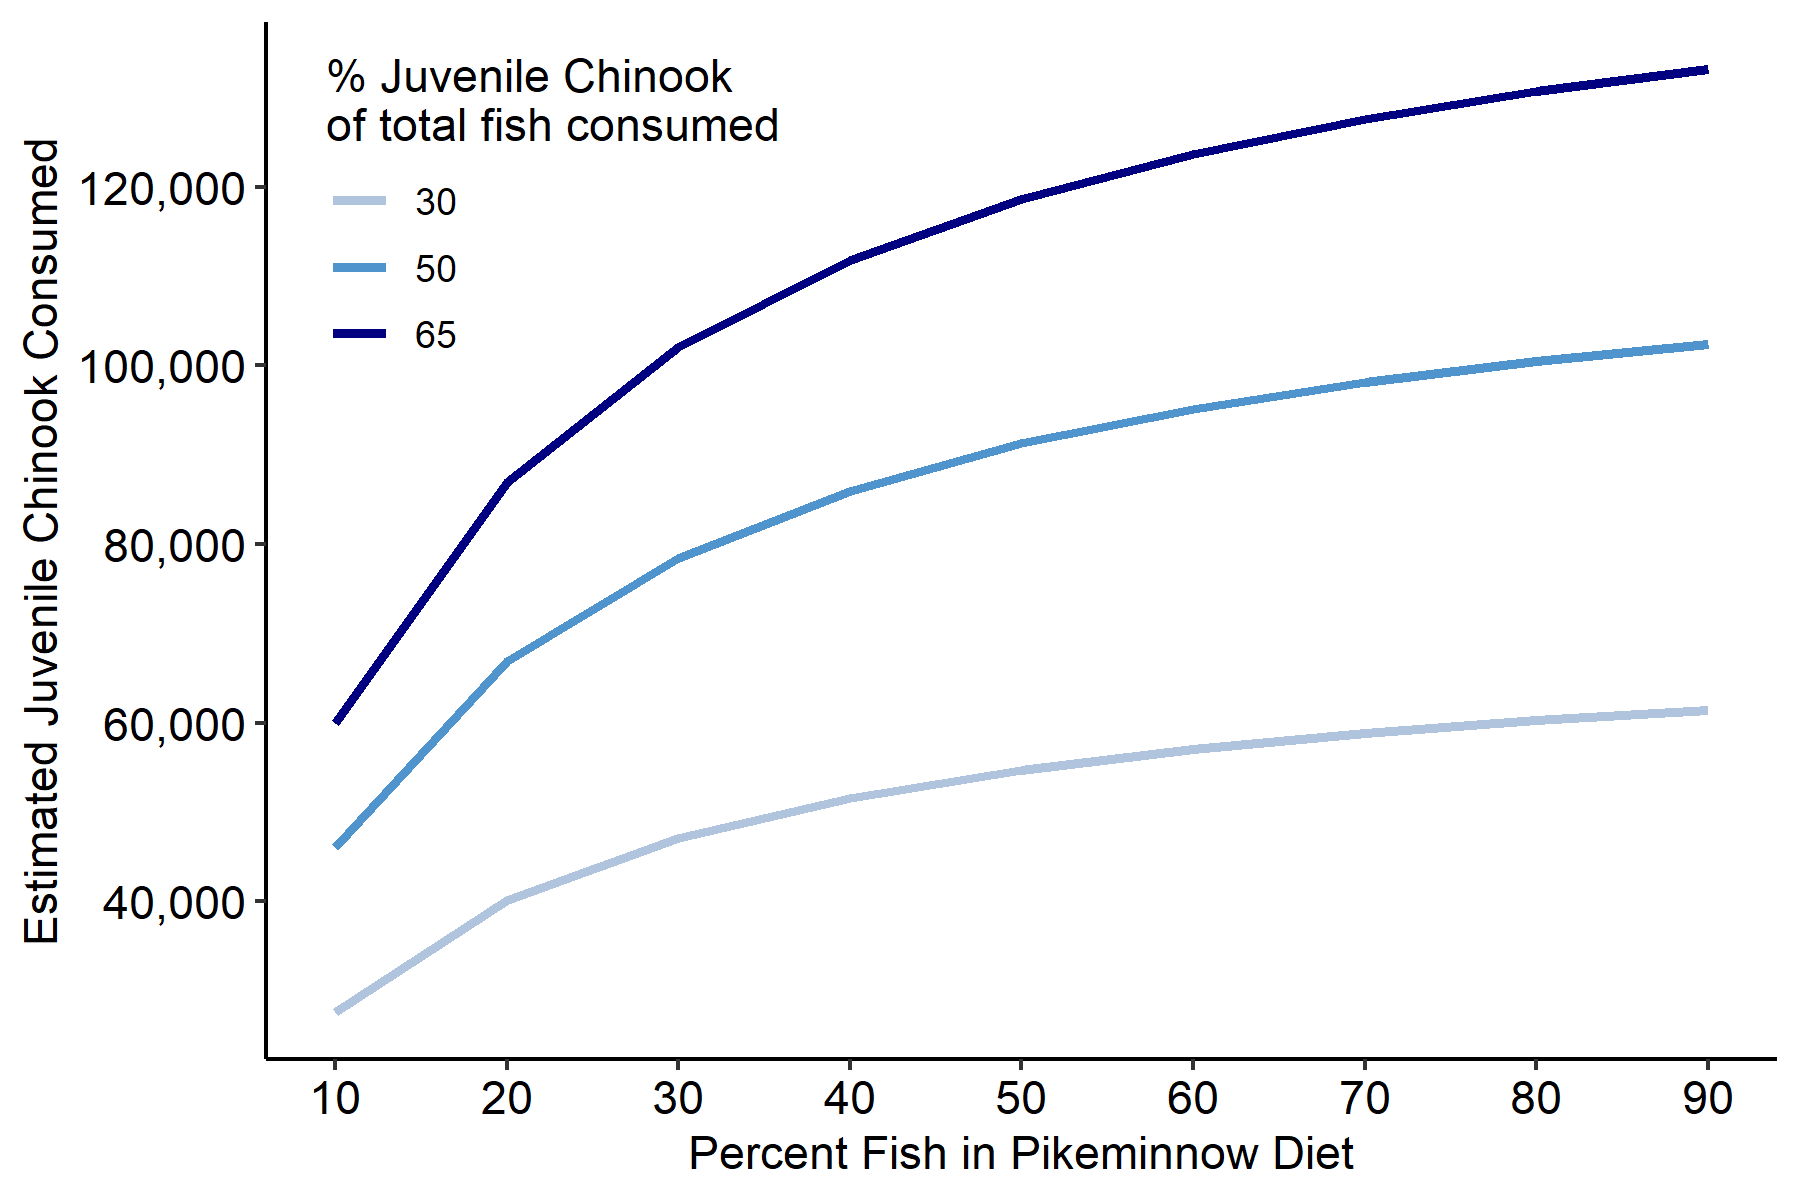 % Juvenile Chinook
of total fish consumed
30
50
65
Estimated Juvenile Chinook Consumed
120,000
100,000
80,000
60,000
40,000
10 20 30 40 50 60 70 80 90
Percent Fish in Pikeminnow Diet